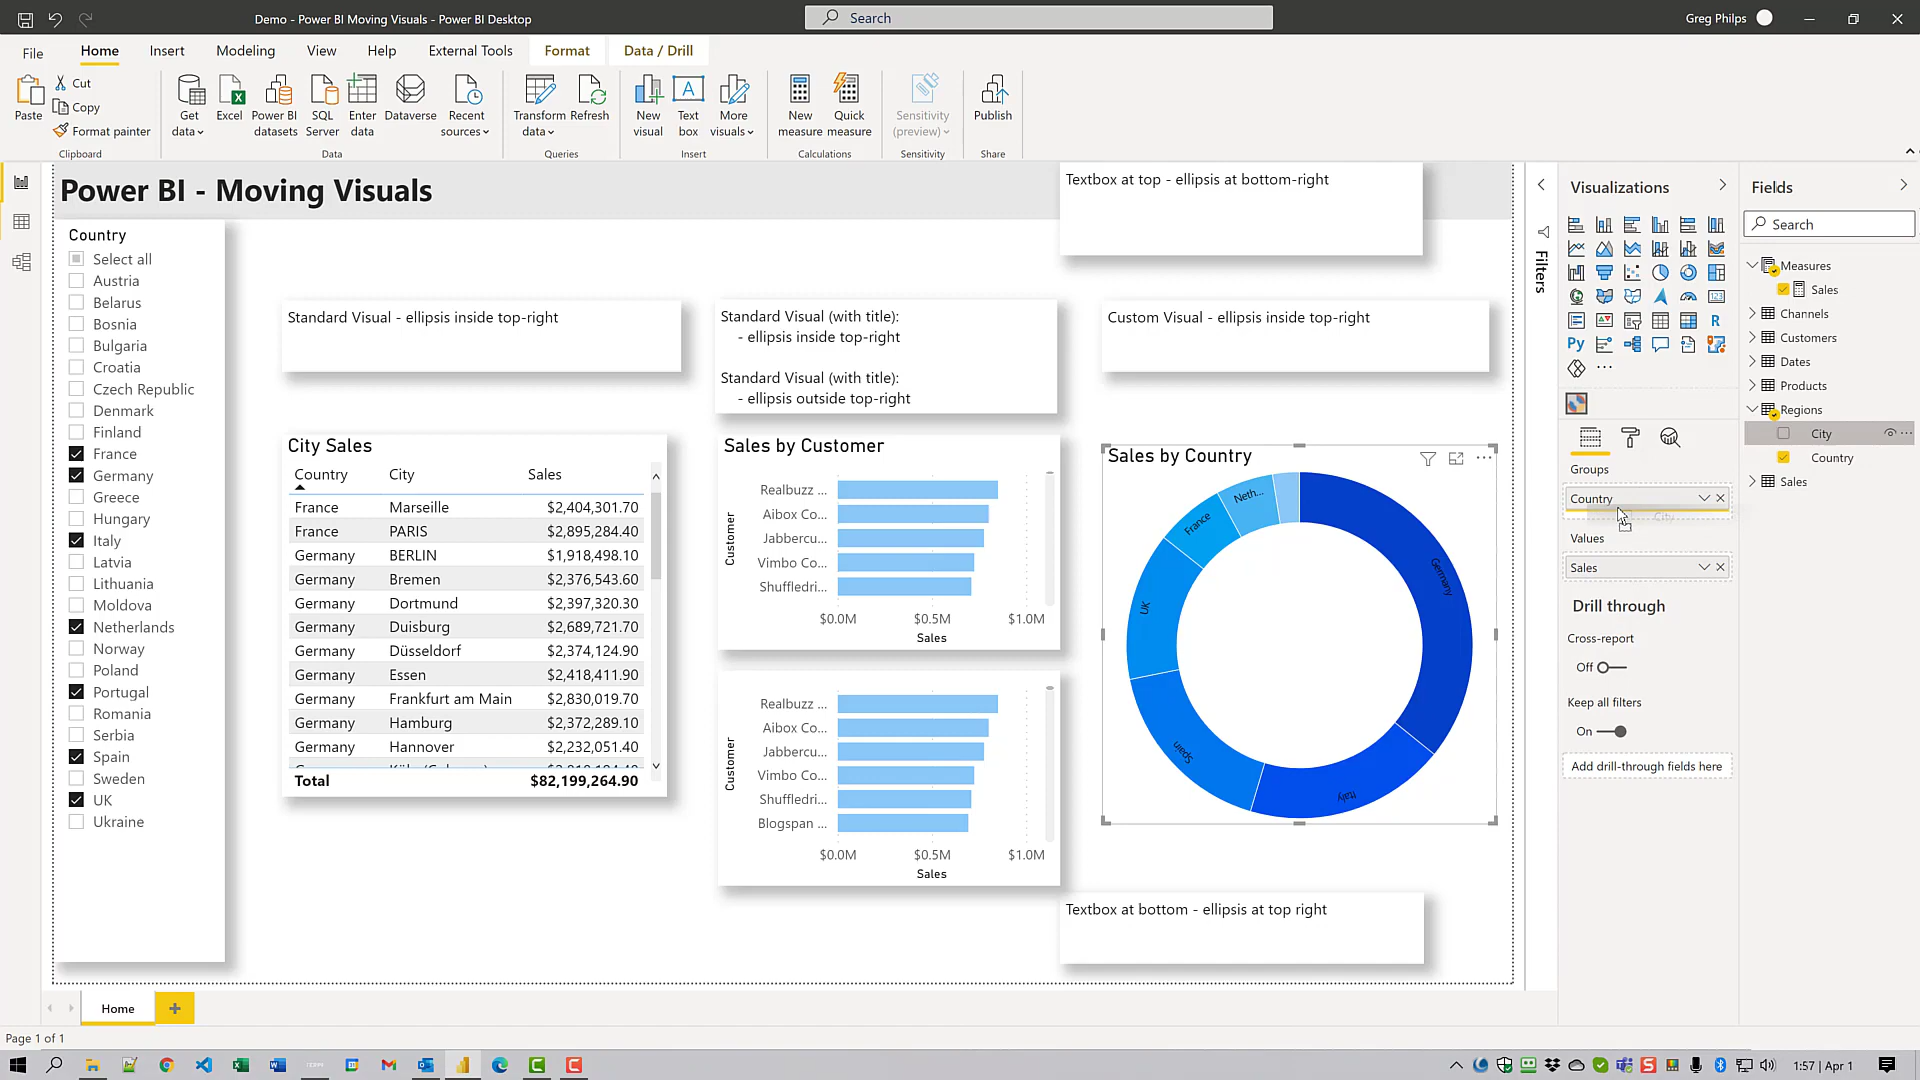 Demo - Power BI Moving Visuals - Power BI Desktop
Search
Greg Philps
File
Home
Insert
Modeling
View
Help
External Tools
Format
Data / Drill
Paste
Cut
Copy
Format painter
Clipboard
Get data
Excel
Power BI datasets
SQL Server
Enter data
Dataverse
Recent sources
Data
Transform data
Refresh
Queries
New visual
Text box
More visuals
Insert
New measure
Quick measure
Calculations
Sensitivity (preview)
Sensitivity
Publish
Share
Power BI - Moving Visuals
Textbox at top - ellipsis at bottom-right
Country
Select all
Austria
Belarus
Bosnia
Bulgaria
Croatia
Czech Republic
Denmark
Finland
France
Germany
Greece
Hungary
Italy
Latvia
Lithuania
Moldova
Netherlands
Norway
Poland
Portugal
Romania
Serbia
Spain
Sweden
UK
Ukraine
Standard Visual - ellipsis inside top-right
Standard Visual (with title):
- ellipsis inside top-right
Standard Visual (with title):
- ellipsis outside top-right
Custom Visual - ellipsis inside top-right
City Sales
Country City Sales
France Marseille $2,404,301.70
France PARIS $2,895,284.40
Germany BERLIN $1,918,498.10
Germany Bremen $2,376,543.60
Germany Dortmund $2,397,320.30
Germany Duisburg $2,689,721.70
Germany Düsseldorf $2,374,124.90
Germany Essen $2,418,411.90
Germany Frankfurt am Main $2,830,019.70
Germany Hamburg $2,372,289.10
Germany Hannover $2,232,051.40
Total $82,199,264.90
Sales by Customer
Customer
Realbuzz ...
Aibox Co...
Jabbercu...
Vimbo Co...
Shuffledri...
$0.0M $0.5M $1.0M
Sales
Customer
Realbuzz ...
Aibox Co...
Jabbercu...
Vimbo Co...
Shuffledri...
Blogspan ...
$0.0M $0.5M $1.0M
Sales
Sales by Country
Neth...
France
UK
Spain
Italy
Germany
Textbox at bottom - ellipsis at top right
Filters
Visualizations
R
Py
123
Groups
Country
City
Values
Sales
Drill through
Cross-report
Off
Keep all filters
On
Add drill-through fields here
Fields
Search
Measures
Sales
Channels
Customers
Dates
Products
Regions
City
Country
Sales
Home
Page 1 of 1
1:57 | Apr 1